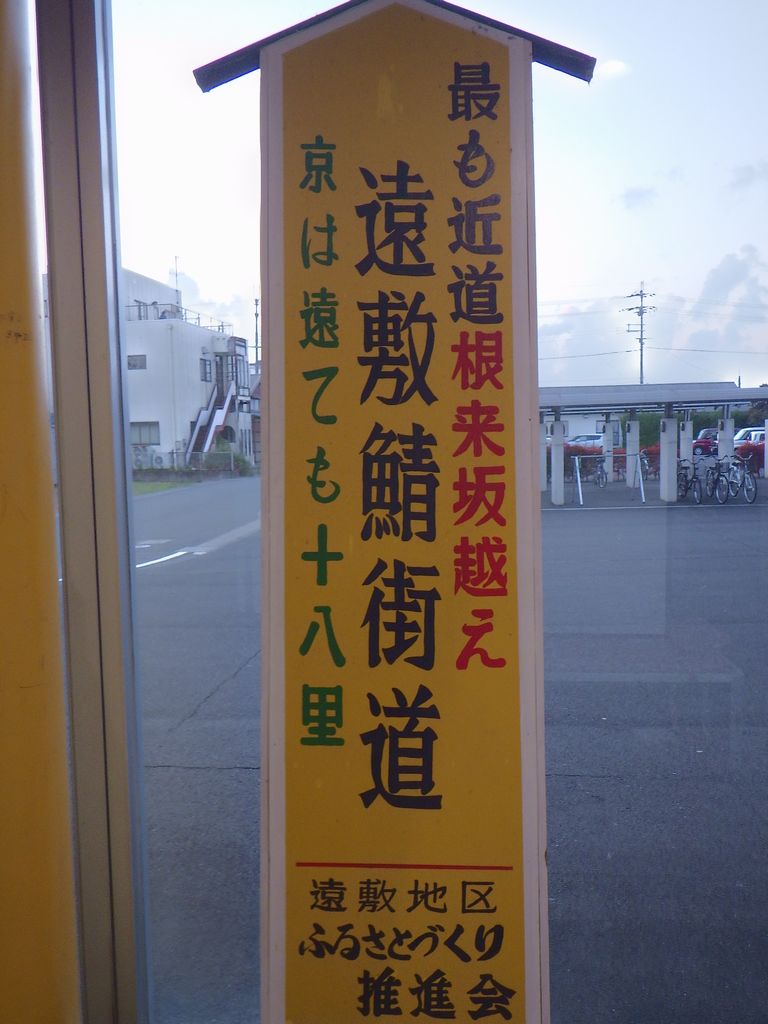 最も近道根来坂越え
遠敷鯖街道
京は遠ても十八里
遠敷地区
ふるさとづくり
推進会